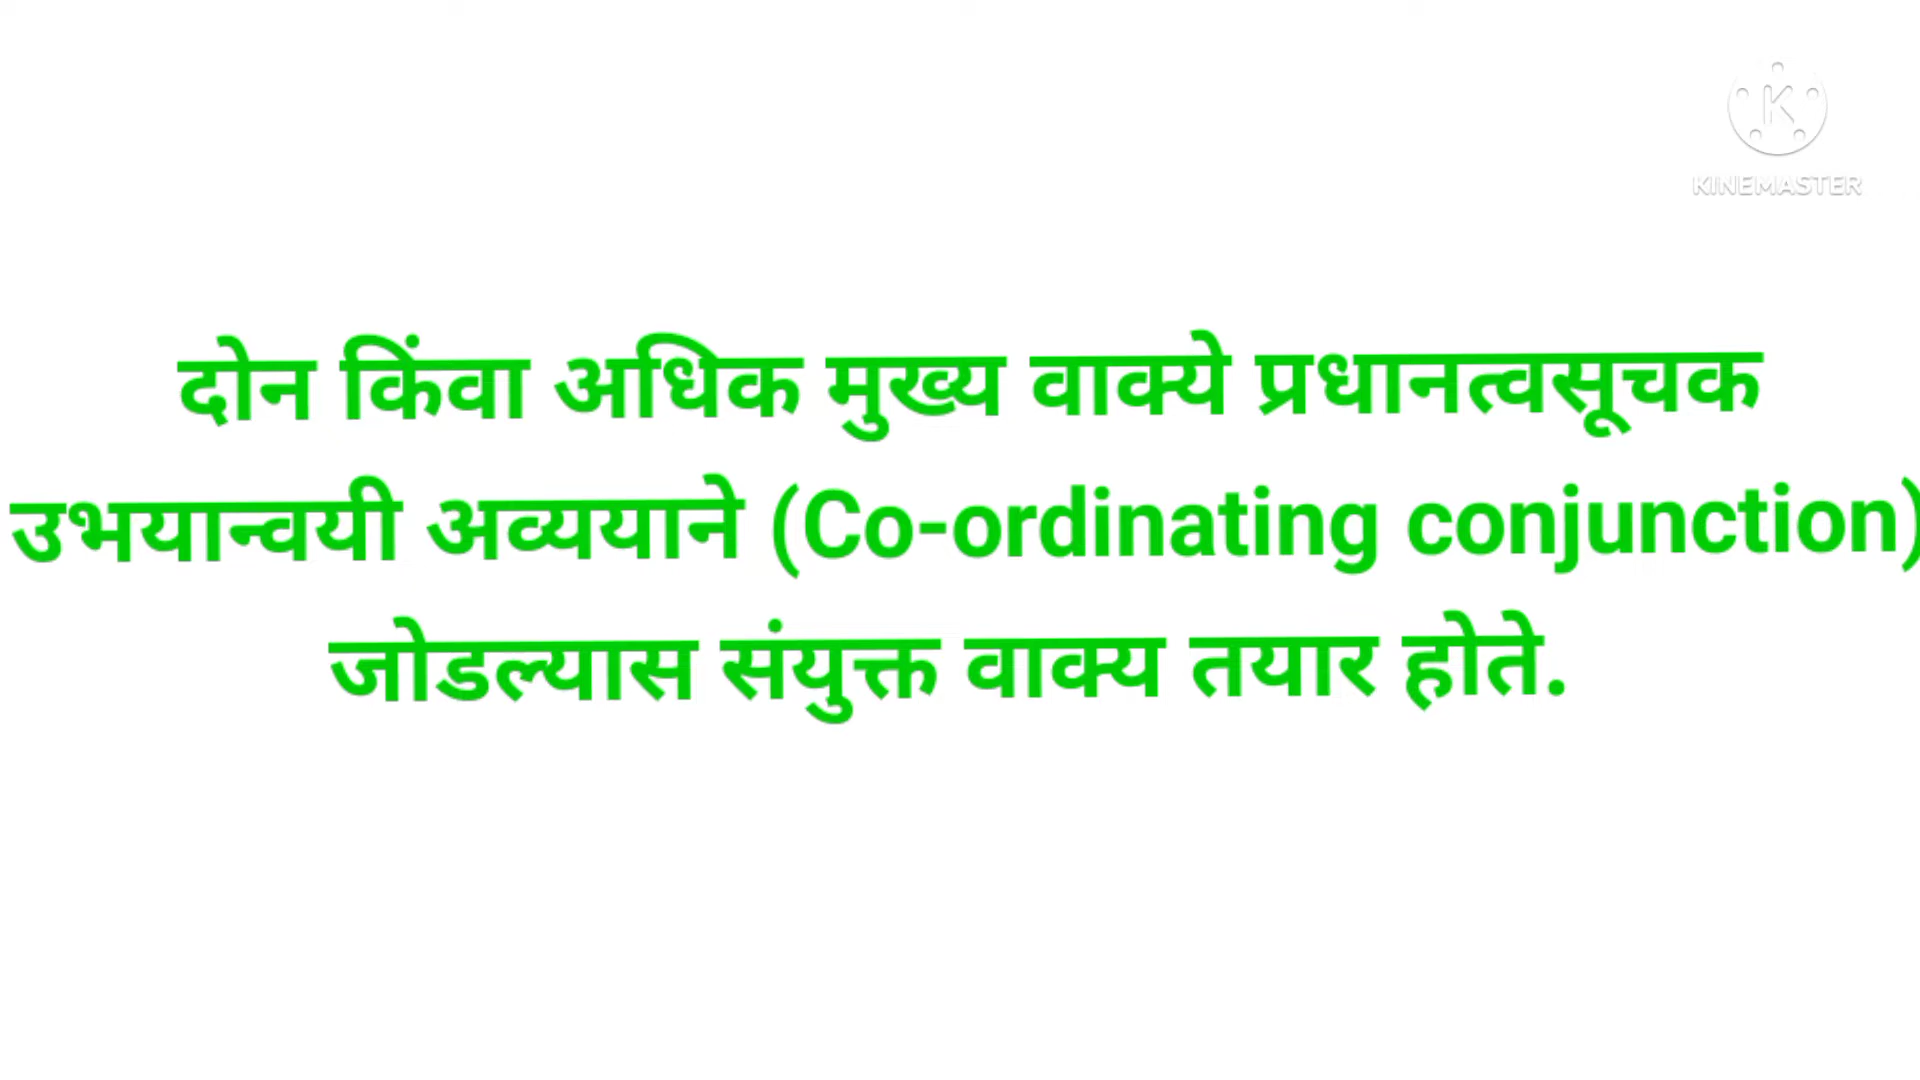 KINEMASTER
दोन किंवा अधिक मुख्य वाक्ये प्रधानत्वसूचक
उभयान्वयी अव्ययाने (Co-ordinating conjunction)
जोडल्यास संयुक्त वाक्य तयार होते.